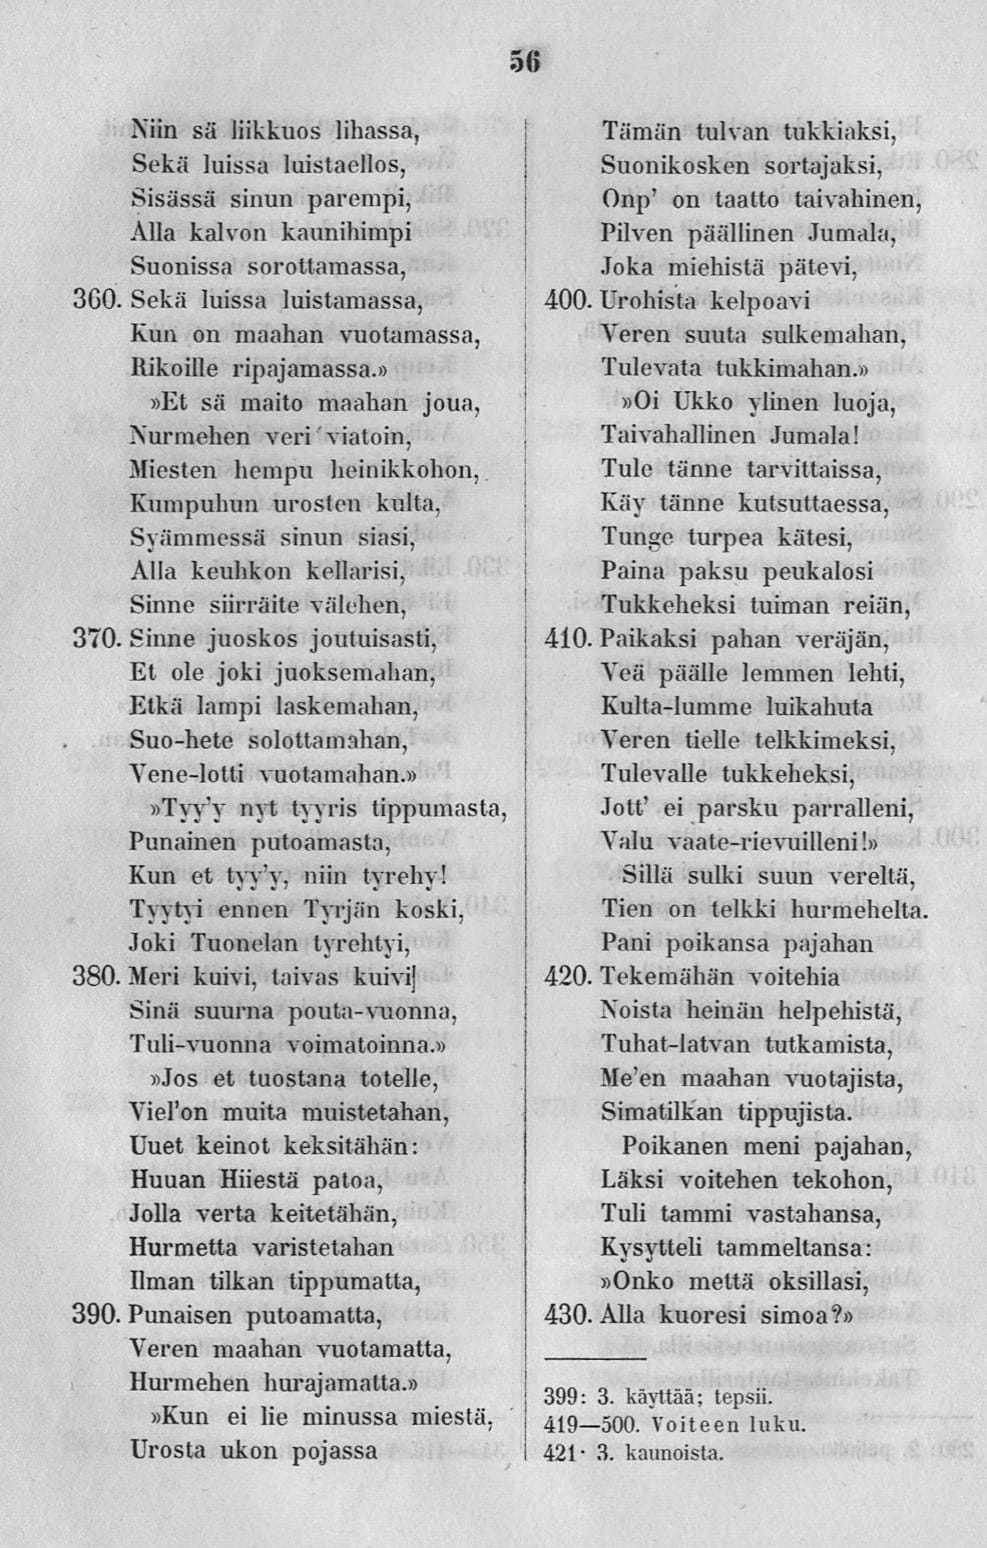 56
Niin sä liikkuos lihassa,
Sekä luissa luistaellos,
Sisässä sinun parempi,
Alla kalvon kaunihimpi
Suonissa sorottamassa,
360. Sekä luissa luistamassa,
Kun on maahan vuotamassa,
Rikoille ripajamassa.»
»Et sä maito maahan joua,
Nurmehen veri viatoin,
Miesten hempu heinikkohon,
Kumpuhun urosten kulta,
Syämmessä sinun siasi,
Alla keuhkon kellarisi,
Sinne siirräite välehen,
370. Sinne juoskos joutuisasti,
Et ole joki juoksemahan,
Etkä lampi laskemahan,
Suo-hete solottamahan,
Vene-lotti vuotamahan.»
»Tyy'y nyt tyyris tippumasta,
Punainen putoamasta,
Kun et tyy'y, niin tyrehy!
Tyytyi ennen Tyrjän koski,
Joki Tuonelan tyrehtyi,
380. Meri kuivi, taivas kuivi
Sinä suurna pouta-vuonna,
Tuli-vuonna voimatoinna.»
»Jos et tuostana totelle,
Viel'on muita muistetahan,
Uuet keinot keksitähän:
Huuan Hiiestä patoa,
Jolla verta keitetähän,
Hurmetta varistetahan
Ilman tilkan tippumatta,
390. Punaisen putoamatta,
Veren maahan vuotamatta,
Hurmehen hurajamatta.»
»Kun ei lie minussa miestä,
Urosta ukon pojassa
Tämän tulvan tukkiaksi,
Suonikosken sortajaksi,
Onp' on taatto taivahinen,
Pilven päällinen Jumala,
Joka miehistä pätevi,
400. Urohista kelpoavi
Veren suuta sulkemahan,
Tulevata tukkimahan.»
»Oi Ukko ylinen luoja,
Taivahallinen Jumala!
Tule tänne tarvittaissa,
Käy tänne kutsuttaessa,
Tunge turpea kätesi,
Paina paksu peukalosi
Tukkeheksi tuiman reiän,
410. Paikaksi pahan veräjän,
Veä päälle lemmen lehti,
Kulta-lumme luikahuta
Veren tielle telkkimeksi,
Tulevalle tukkeheksi,
Jott' ei parsku parralleni,
Valu vaate-rievuilleni!»
Sillä sulki suun vereltä,
Tien on telkki hurmehelta.
Pani poikansa pajahan
420. Tekemähän voitehia
Noista heinän helpehistä,
Tuhat-latvan tutkamista,
Me'en maahan vuotajista,
Simatilkan tippujista.
Poikanen meni pajahan,
Läksi voitehen tekohon,
Tuli tammi vastahansa,
Kysytteli tammeltansa:
»Onko mettä oksillasi,
430. Alla kuoresi simoa?»
399: 3. käyttää; tepsii.
419—500. Voiteen luku.
421· 3. kaunoista.